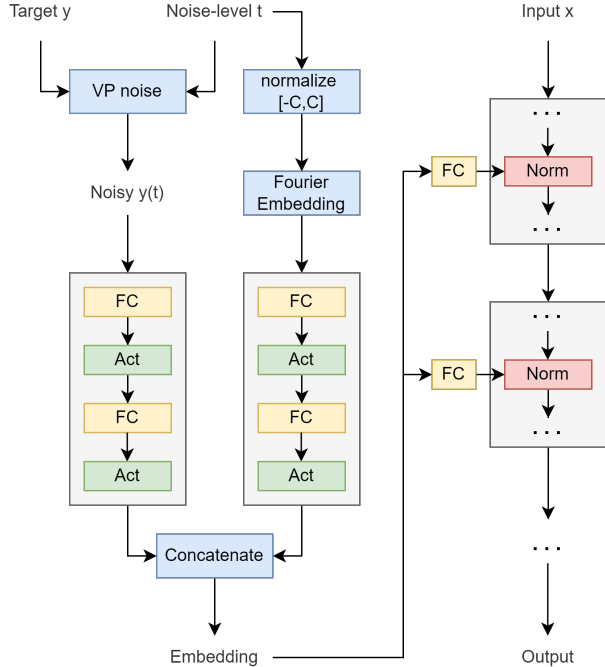 Target y
Noise-level t
Input x
VP noise
normalize
[-C,C]
. . .
Noisy y(t)
Fourier
Embedding
FC
Norm
. . .
FC
FC
. . .
Act
Act
FC
Norm
FC
FC
. . .
Act
Act
Concatenate
. . .
Embedding
Output